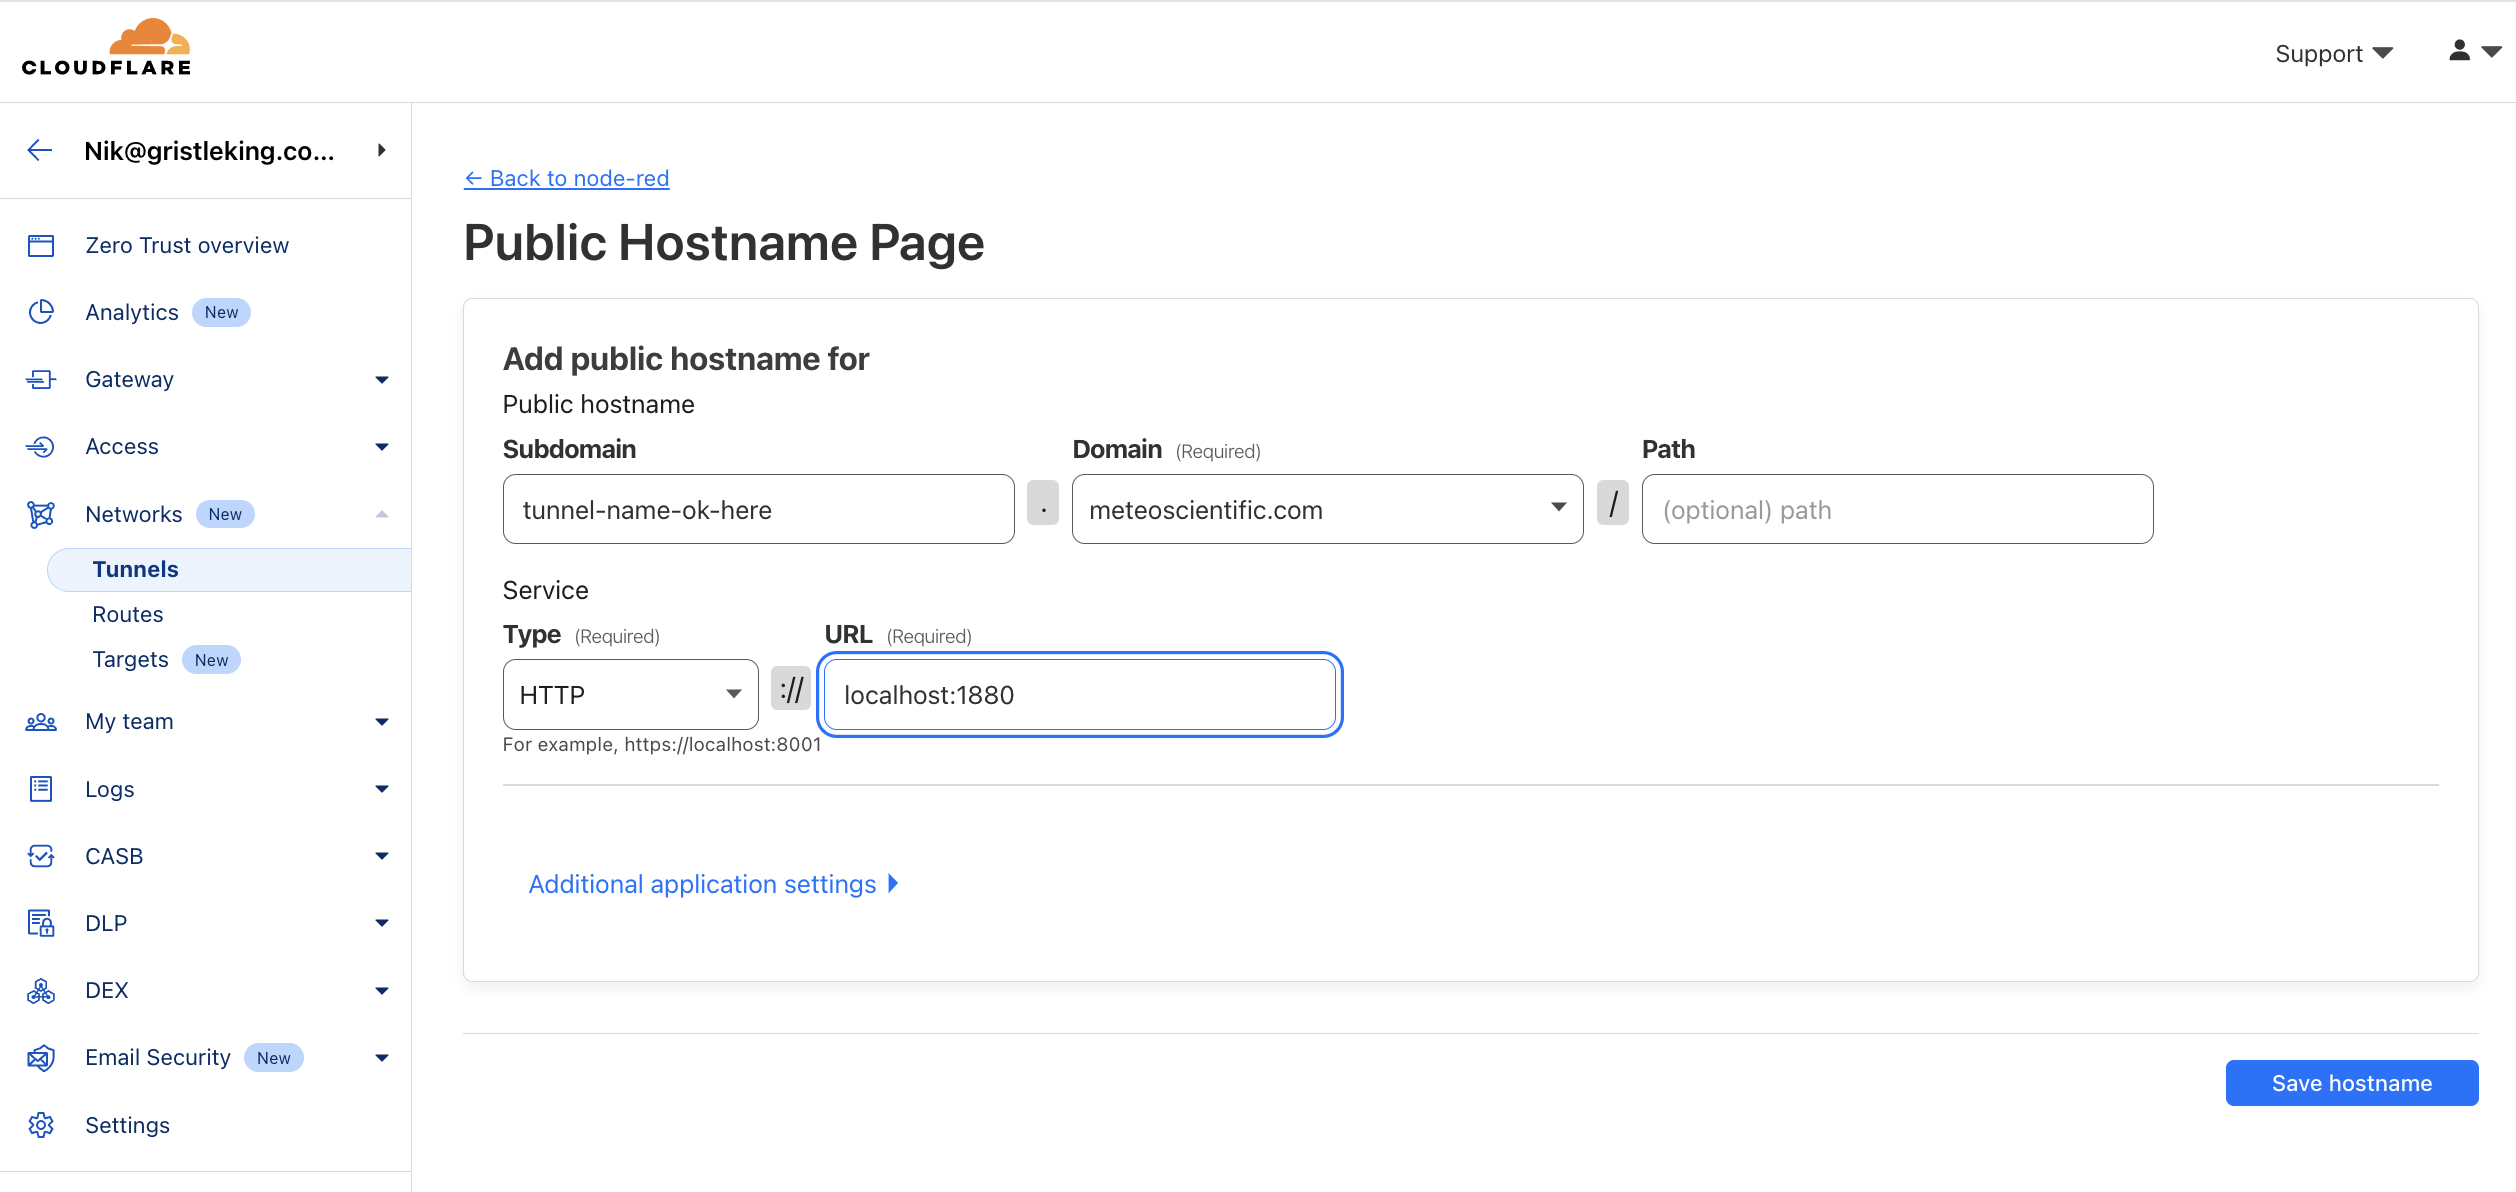 CLOUDFLARE
Support
Nik@gristleking.co...
Zero Trust overview
Analytics New
Gateway
Access
Networks New
Tunnels
Routes
Targets New
My team
Logs
CASB
DLP
DEX
Email Security New
Settings
← Back to node-red
Public Hostname Page
Add public hostname for
Public hostname
Subdomain Domain (Required) Path
tunnel-name-ok-here . meteoscientific.com / (optional) path
Service
Type (Required) URL (Required)
HTTP :// localhost:1880
For example, https://localhost:8001
Additional application settings
Save hostname